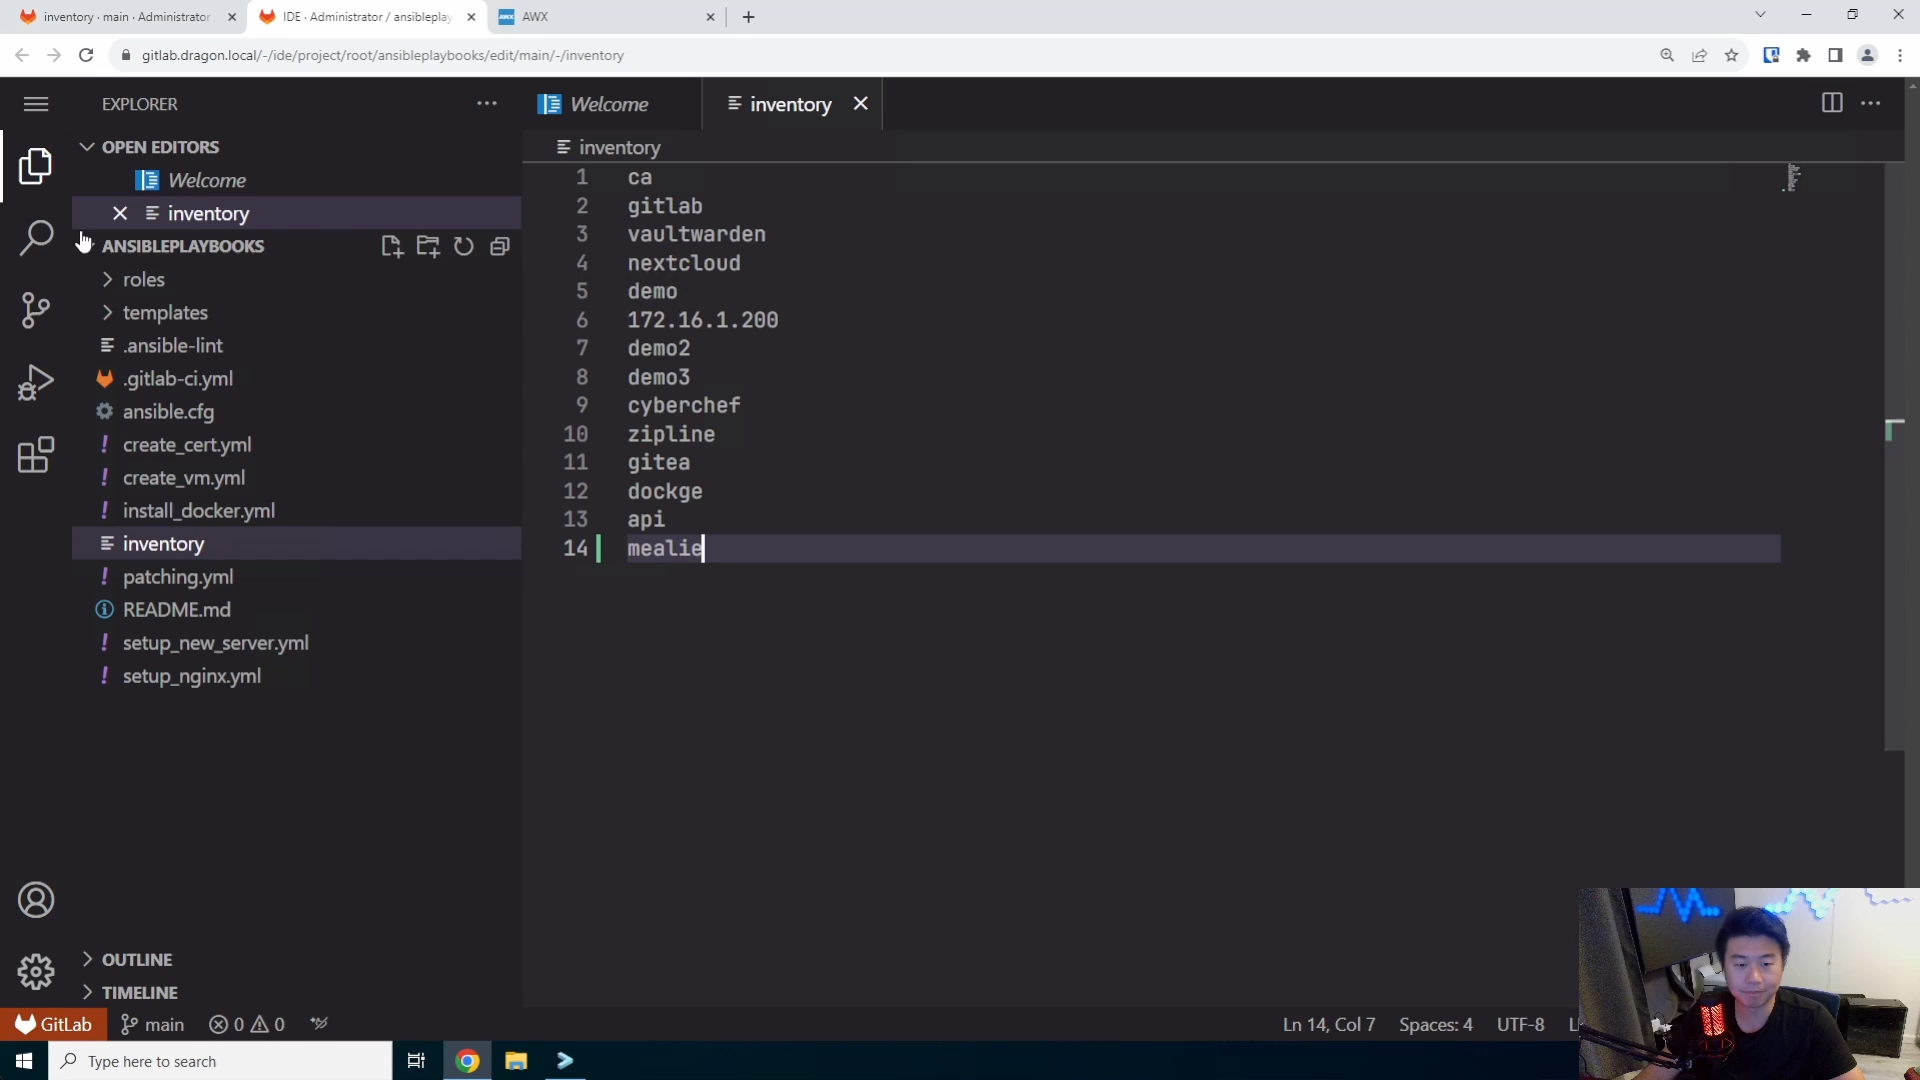 inventory · main · Administrator
IDE · Administrator / ansibleplay
AWX AWX
gitlab.dragon.local/-/ide/project/root/ansibleplaybooks/edit/main/-/inventory
EXPLORER
OPEN EDITORS
Welcome
inventory
ANSIBLEPLAYBOOKS
roles
templates
.ansible-lint
.gitlab-ci.yml
ansible.cfg
! create_cert.yml
! create_vm.yml
! install_docker.yml
inventory
! patching.yml
README.md
! setup_new_server.yml
! setup_nginx.yml
OUTLINE
TIMELINE
Welcome
inventory
inventory
1 ca
2 gitlab
3 vaultwarden
4 nextcloud
5 demo
6 172.16.1.200
7 demo2
8 demo3
9 cyberchef
10 zipline
11 gitea
12 dockge
13 api
14 mealie
GitLab main 0 0
Ln 14, Col 7 Spaces: 4 UTF-8
Type here to search